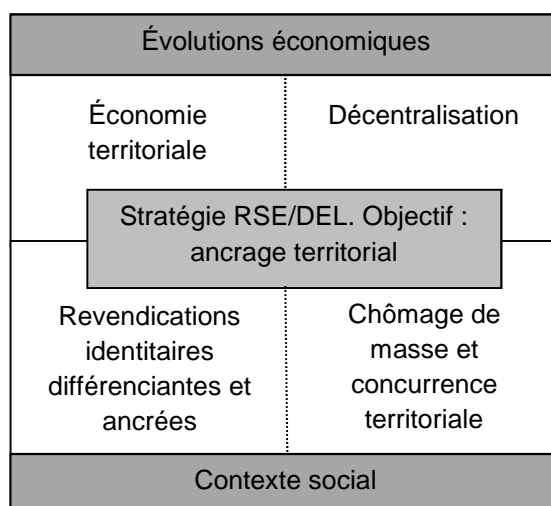 Évolutions économiques
Économie
territoriale
Décentralisation
Stratégie RSE/DEL. Objectif :
ancrage territorial
Revendications
identitaires
différenciantes et
ancrées
Chômage de
masse et
concurrence
territoriale
Contexte social